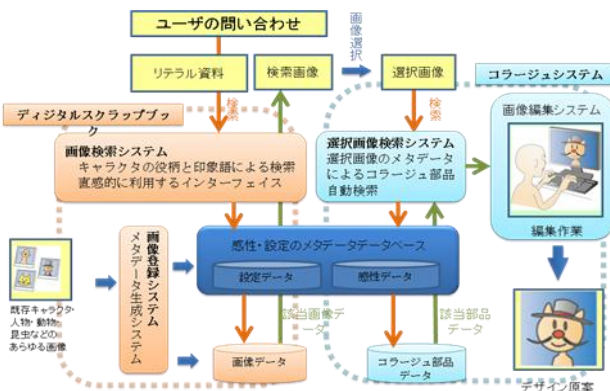 ユーザの問い合わせ
画像選択
コラージュシステム
リテラル資料
検索画像
選択画像
ディジタルスクラップブッ
ク
検索
検索
画像編集システム
画像検索システム
キャラクタの役柄と印象語による検索
直感的に利用するインターフェイス
選択画像検索システム
選択画像のメタデータ
によるコラージュ部品
自動検索
編集作業
画像登録システム
メタデータ生成システム
感性・設定のメタデータデータベース
設定データ
感性データ
既存キャラクタ・
人物・動物・
昆虫などの
あらゆる画像
該当画像デ
ータ
該当部品
データ
画像データ
コラージュ部品
データ
デザイン原案